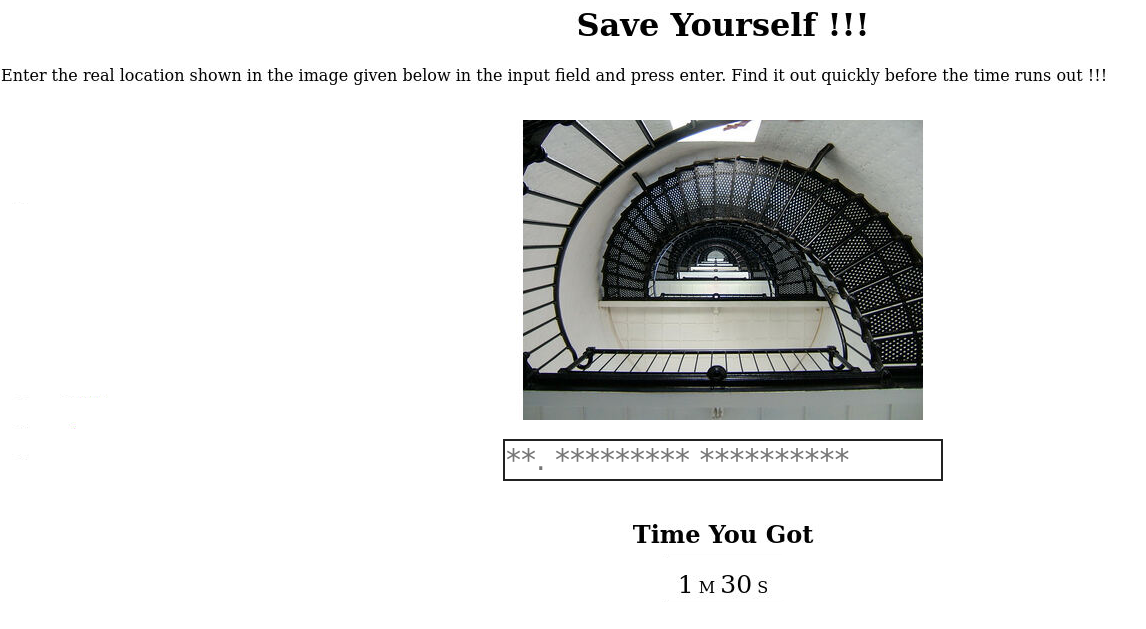 Save Yourself !!!
Enter the real location shown in the image given below in the input field and press enter. Find it out quickly before the time runs out !!!
**. ********* **********
Time You Got
1 M 30 S